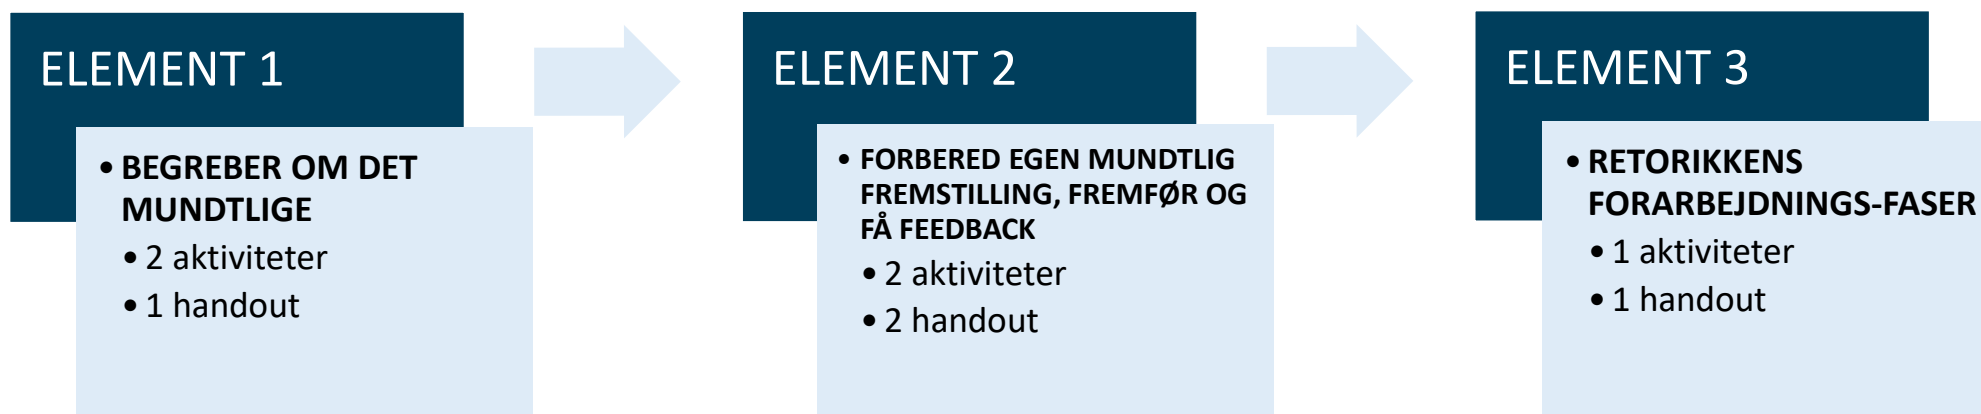 ELEMENT 1
• BEGREBER OM DET
MUNDTLIGE
• 2 aktiviteter
• 1 handout
ELEMENT 2
• FORBERED EGEN MUNDTLIG
FREMSTILLING, FREMFØR OG
FÅ FEEDBACK
• 2 aktiviteter
• 2 handout
ELEMENT 3
• RETORIKKENS
FORARBEJDNINGS-FASER
• 1 aktiviteter
• 1 handout